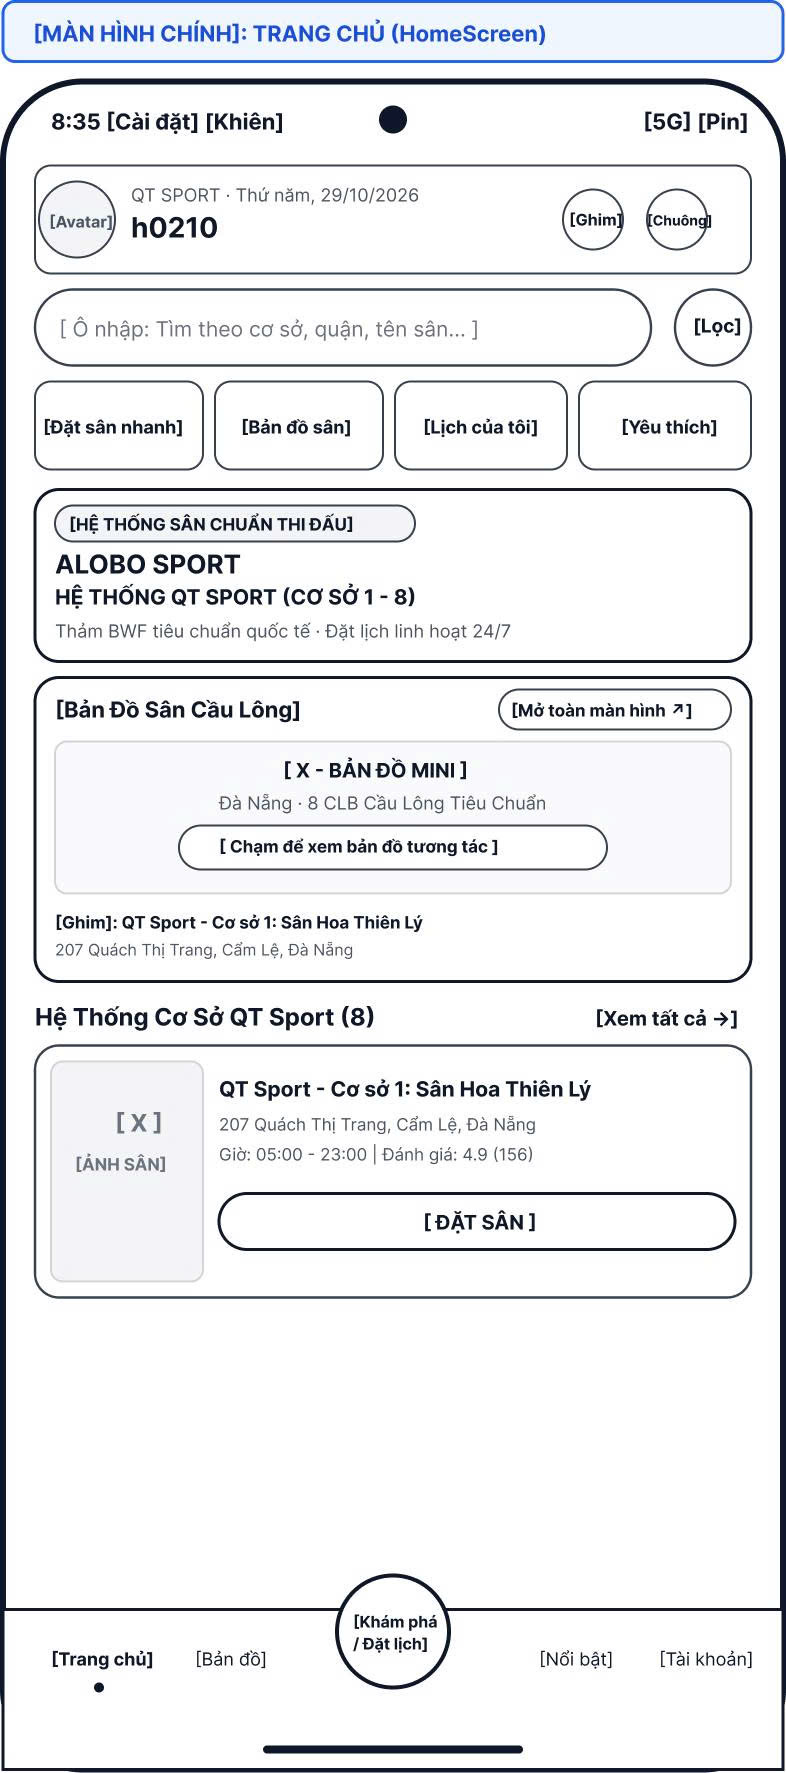 [MÀN HÌNH CHÍNH]: TRANG CHỦ (HomeScreen)
8:35 [Cài đặt] [Khiên]
[5G] [Pin]
[Avatar]
QT SPORT · Thứ năm, 29/10/2026
h0210
[Ghim]
[Chuông]
[ Ô nhập: Tìm theo cơ sở, quận, tên sân... ]
[Lọc]
[Đặt sân nhanh]
[Bản đồ sân]
[Lịch của tôi]
[Yêu thích]
[HỆ THỐNG SÂN CHUẨN THI ĐẤU]
ALOBO SPORT
HỆ THỐNG QT SPORT (CƠ SỞ 1 - 8)
Thảm BWF tiêu chuẩn quốc tế · Đặt lịch linh hoạt 24/7
[Bản Đồ Sân Cầu Lông]
[Mở toàn màn hình ↗]
[ X - BẢN ĐỒ MINI ]
Đà Nẵng · 8 CLB Cầu Lông Tiêu Chuẩn
[ Chạm để xem bản đồ tương tác ]
[Ghim]: QT Sport - Cơ sở 1: Sân Hoa Thiên Lý
207 Quách Thị Trang, Cẩm Lệ, Đà Nẵng
Hệ Thống Cơ Sở QT Sport (8)
[Xem tất cả →]
[ X ]
[ẢNH SÂN]
QT Sport - Cơ sở 1: Sân Hoa Thiên Lý
207 Quách Thị Trang, Cẩm Lệ, Đà Nẵng
Giờ: 05:00 - 23:00 | Đánh giá: 4.9 (156)
[ ĐẶT SÂN ]
[Trang chủ]
[Bản đồ]
[Khám phá
/ Đặt lịch]
[Nổi bật]
[Tài khoản]